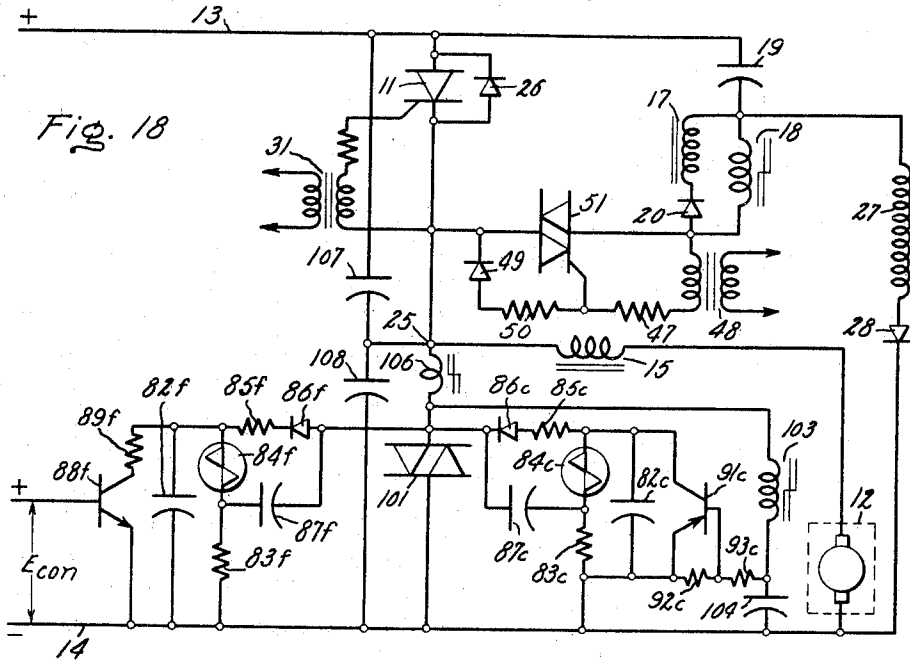 + 13
19
11 26
Fig. 18
17 18
31
51
20
27
107
49
50 47 48
25 28
108 106 15
82f 85f 86f 86c 85c
89f 103
84f 84c
88f 82c 91c
+ 101 12
87f 87c
Econ 83f 83c 93c
92c 104
− 14